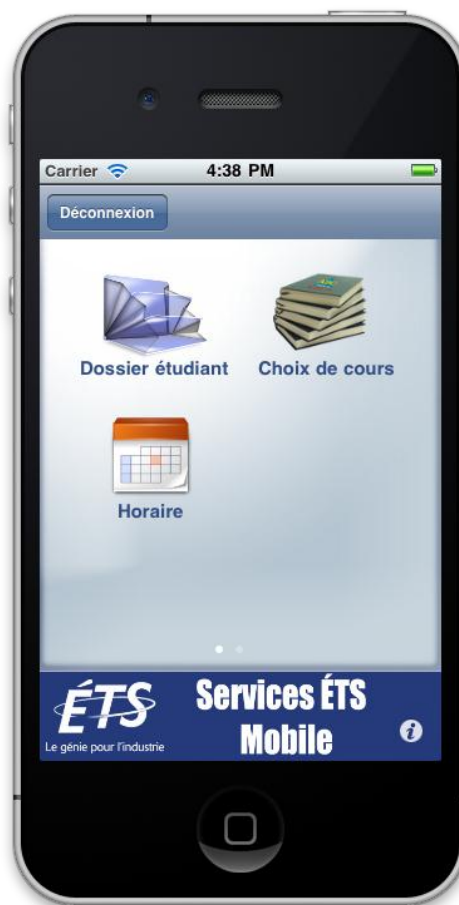 Carrier 4:38 PM
Déconnexion
Dossier étudiant Choix de cours
Horaire
ÉTS
Le génie pour l'industrie
Services ÉTS
Mobile
i